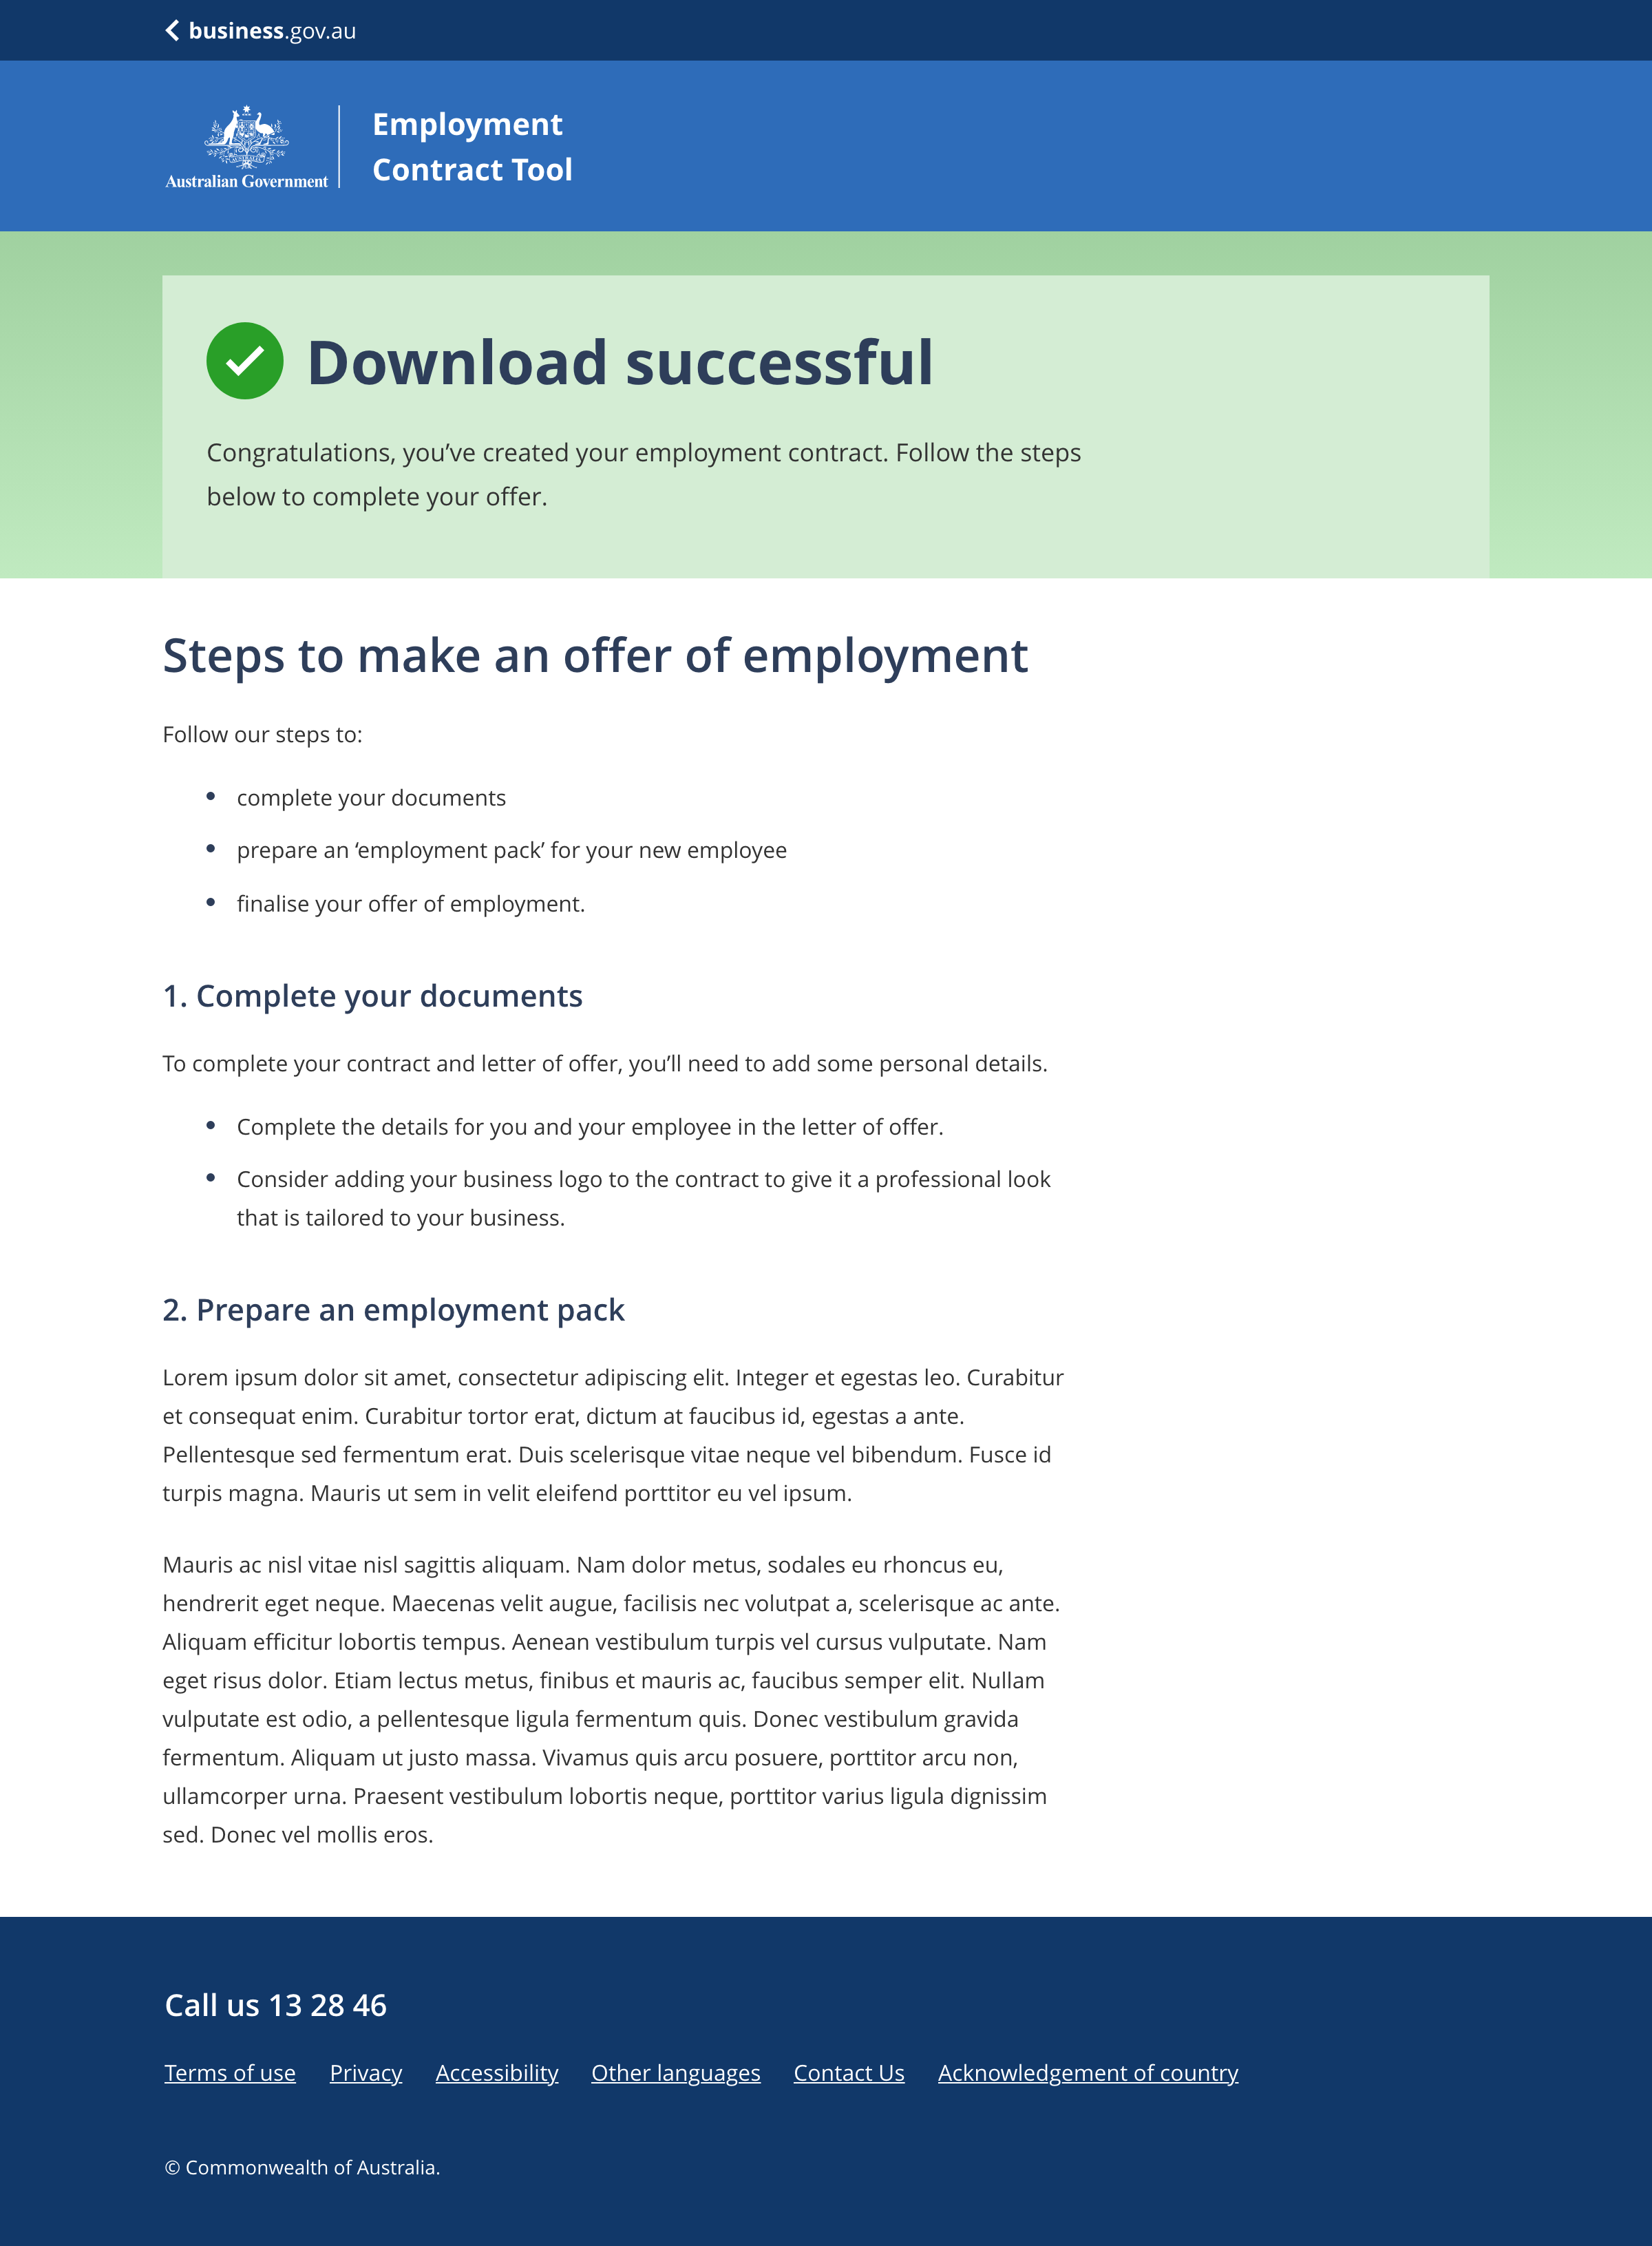 business.gov.au
Australian Government
Employment
Contract Tool
Download successful
Congratulations, you’ve created your employment contract. Follow the steps
below to complete your offer.
Steps to make an offer of employment
Follow our steps to:
• complete your documents
• prepare an ‘employment pack’ for your new employee
• finalise your offer of employment.
1. Complete your documents
To complete your contract and letter of offer, you’ll need to add some personal details.
• Complete the details for you and your employee in the letter of offer.
• Consider adding your business logo to the contract to give it a professional look
that is tailored to your business.
2. Prepare an employment pack
Lorem ipsum dolor sit amet, consectetur adipiscing elit. Integer et egestas leo. Curabitur
et consequat enim. Curabitur tortor erat, dictum at faucibus id, egestas a ante.
Pellentesque sed fermentum erat. Duis scelerisque vitae neque vel bibendum. Fusce id
turpis magna. Mauris ut sem in velit eleifend porttitor eu vel ipsum.
Mauris ac nisl vitae nisl sagittis aliquam. Nam dolor metus, sodales eu rhoncus eu,
hendrerit eget neque. Maecenas velit augue, facilisis nec volutpat a, scelerisque ac ante.
Aliquam efficitur lobortis tempus. Aenean vestibulum turpis vel cursus vulputate. Nam
eget risus dolor. Etiam lectus metus, finibus et mauris ac, faucibus semper elit. Nullam
vulputate est odio, a pellentesque ligula fermentum quis. Donec vestibulum gravida
fermentum. Aliquam ut justo massa. Vivamus quis arcu posuere, porttitor arcu non,
ullamcorper urna. Praesent vestibulum lobortis neque, porttitor varius ligula dignissim
sed. Donec vel mollis eros.
Call us 13 28 46
Terms of use Privacy Accessibility Other languages Contact Us Acknowledgement of country
© Commonwealth of Australia.